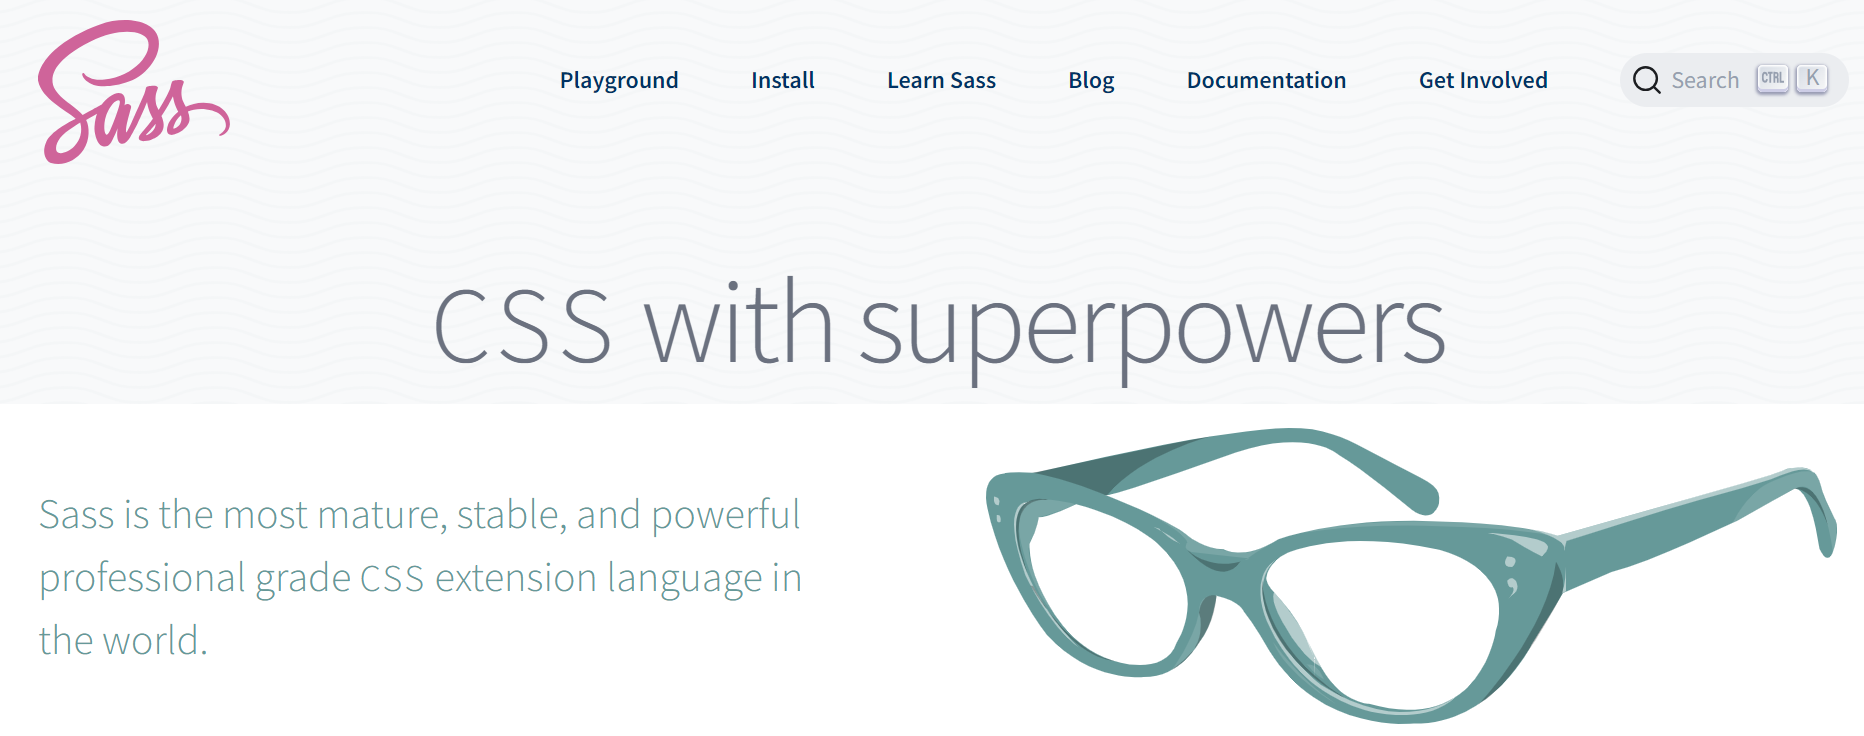 Sass
Playground Install Learn Sass Blog Documentation Get Involved Search CTRL K
CSS with superpowers
Sass is the most mature, stable, and powerful
professional grade CSS extension language in
the world.